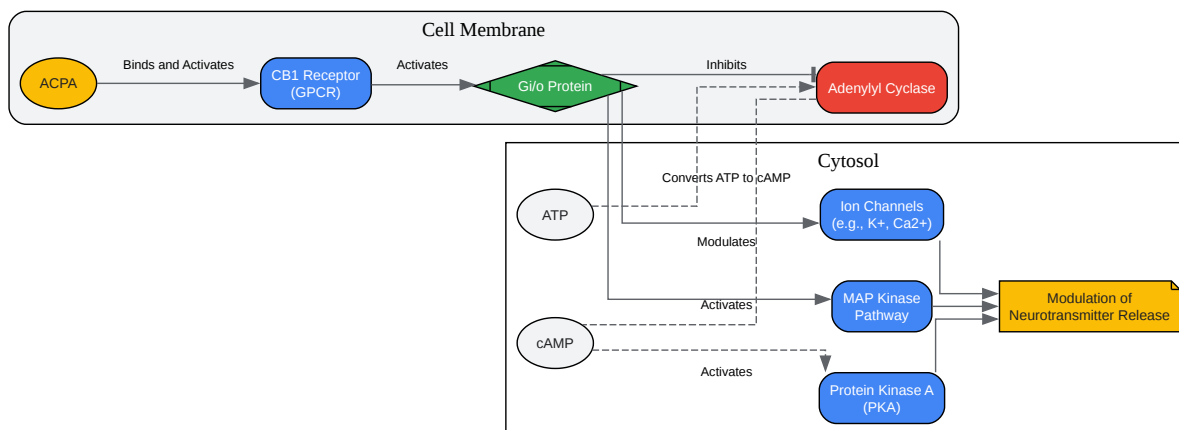 Cell Membrane
ACPA
Binds and Activates
CB1 Receptor
(GPCR)
Activates
Gi/o Protein
Inhibits
Adenylyl Cyclase
Cytosol
Converts ATP to cAMP
ATP
Ion Channels
(e.g., K+, Ca2+)
Modulates
MAP Kinase
Pathway
Activates
Modulation of
Neurotransmitter Release
cAMP
Activates
Protein Kinase A
(PKA)